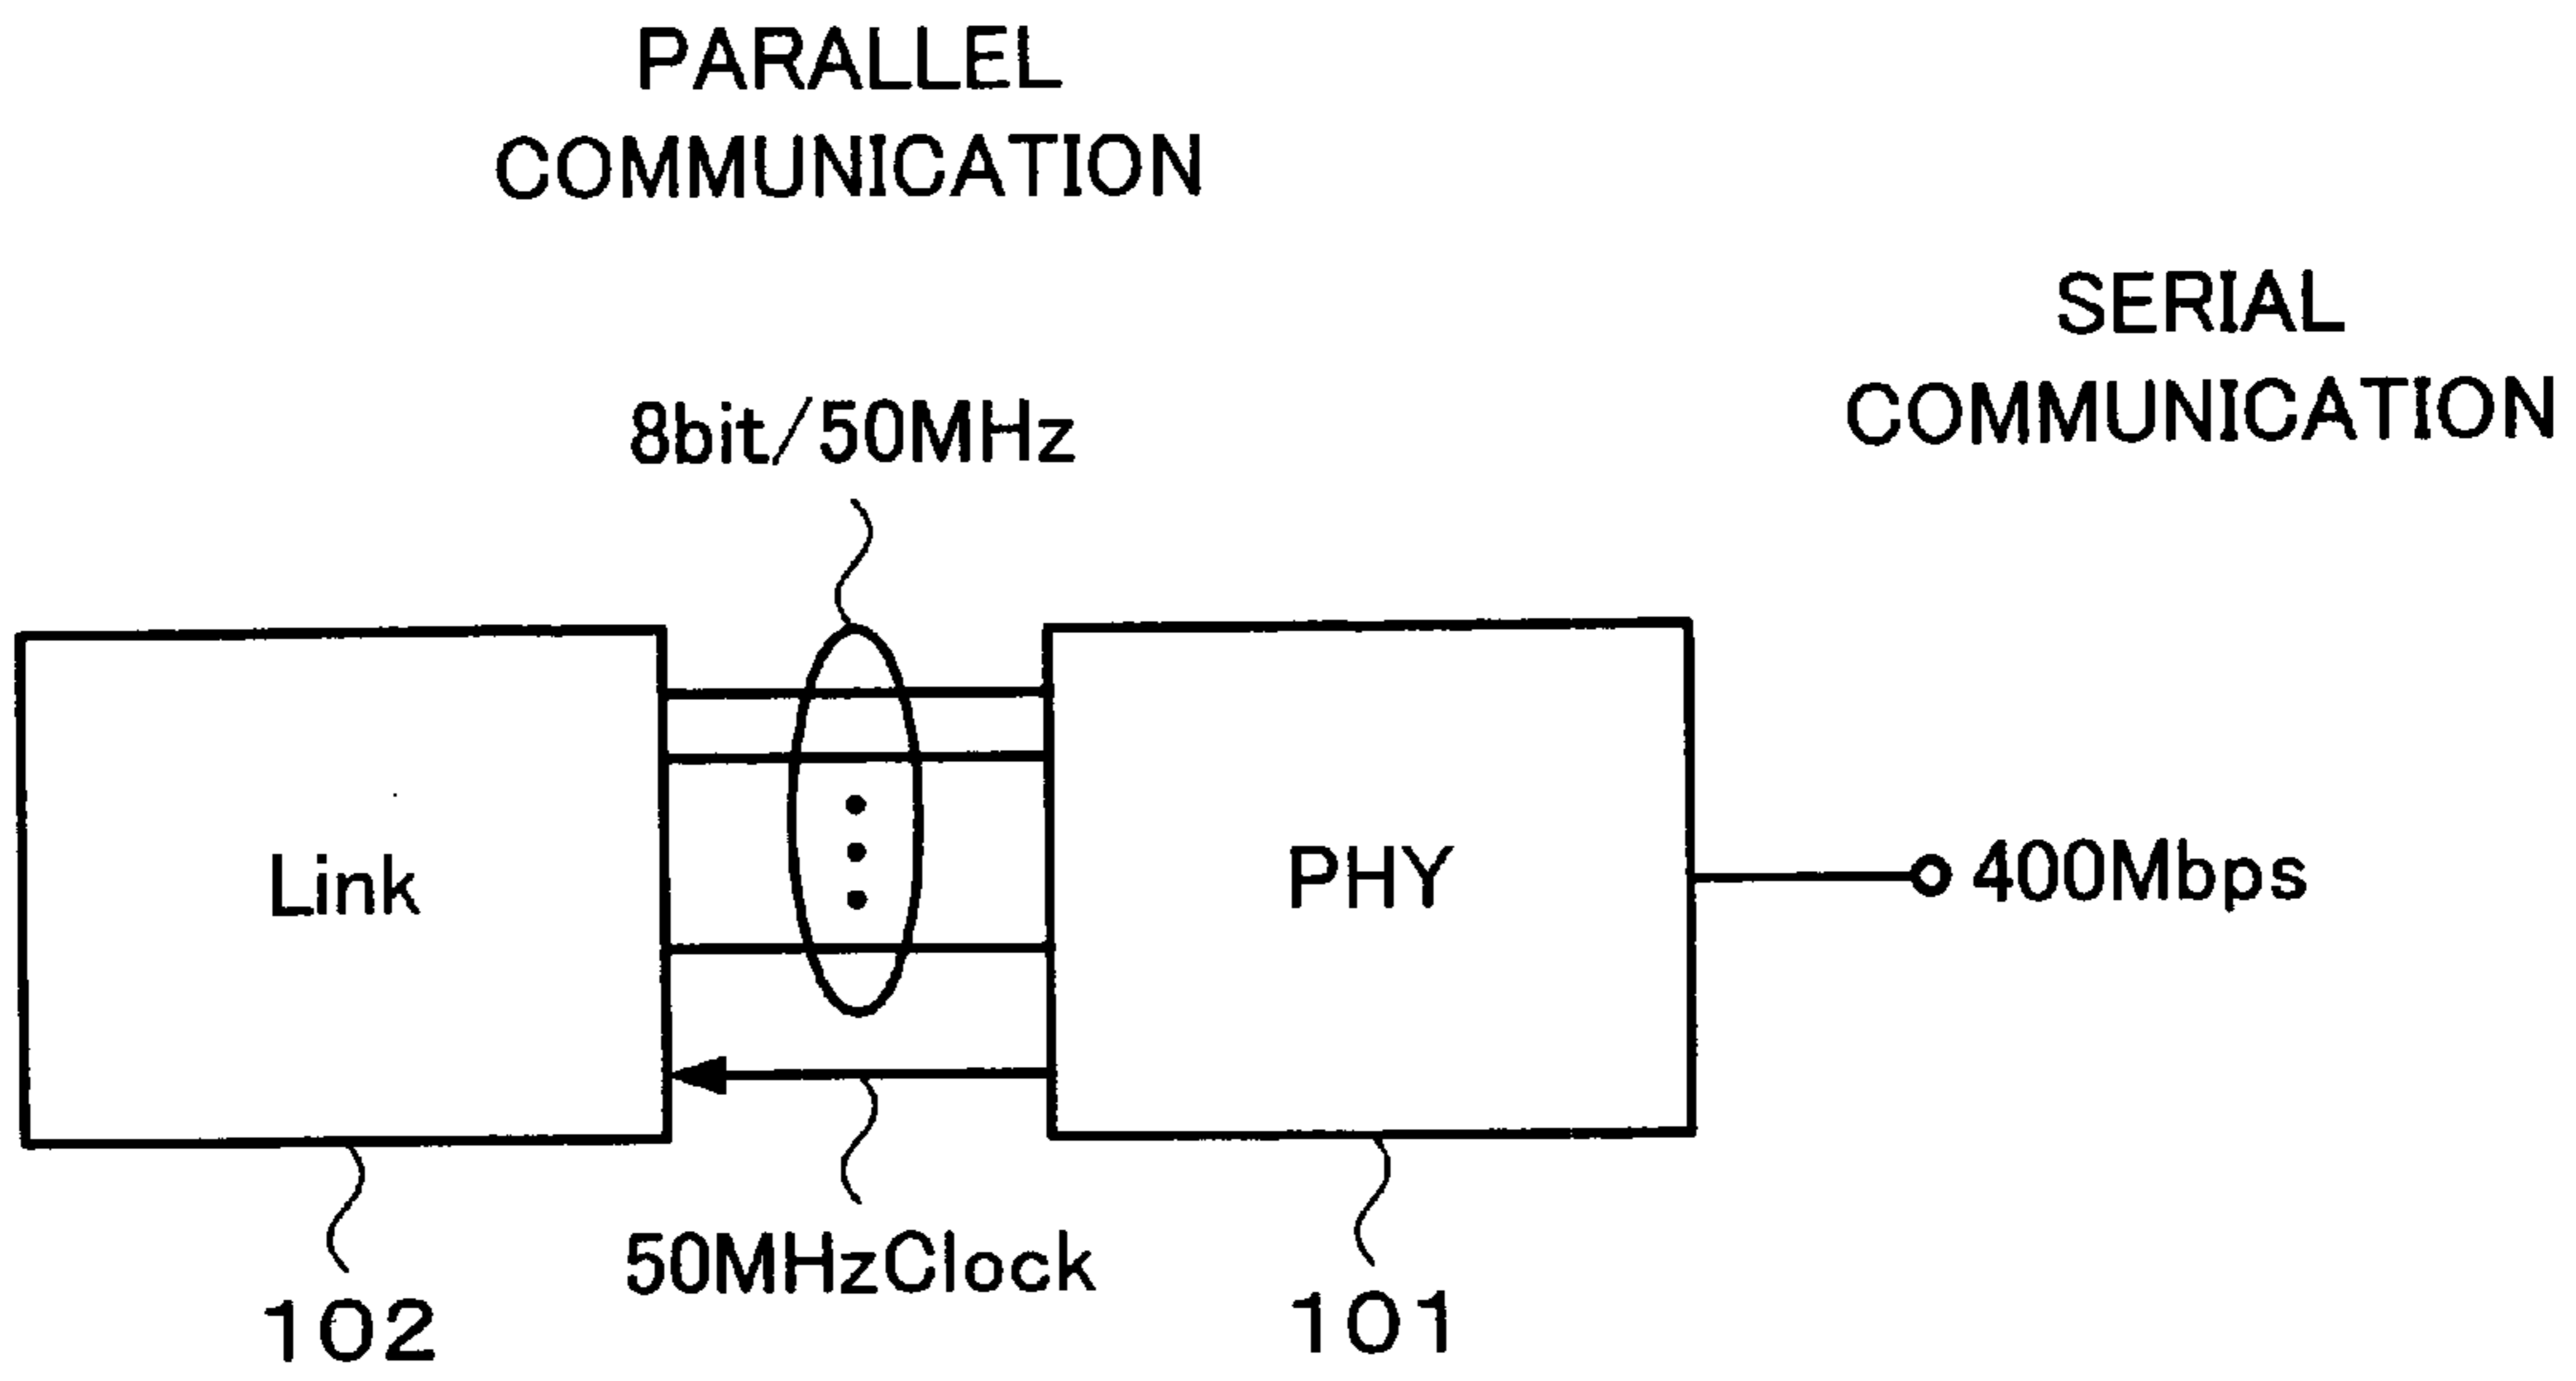 PARALLEL
COMMUNICATION
SERIAL
COMMUNICATION
8bit/50MHz
Link
PHY
400Mbps
50MHzClock
102
101